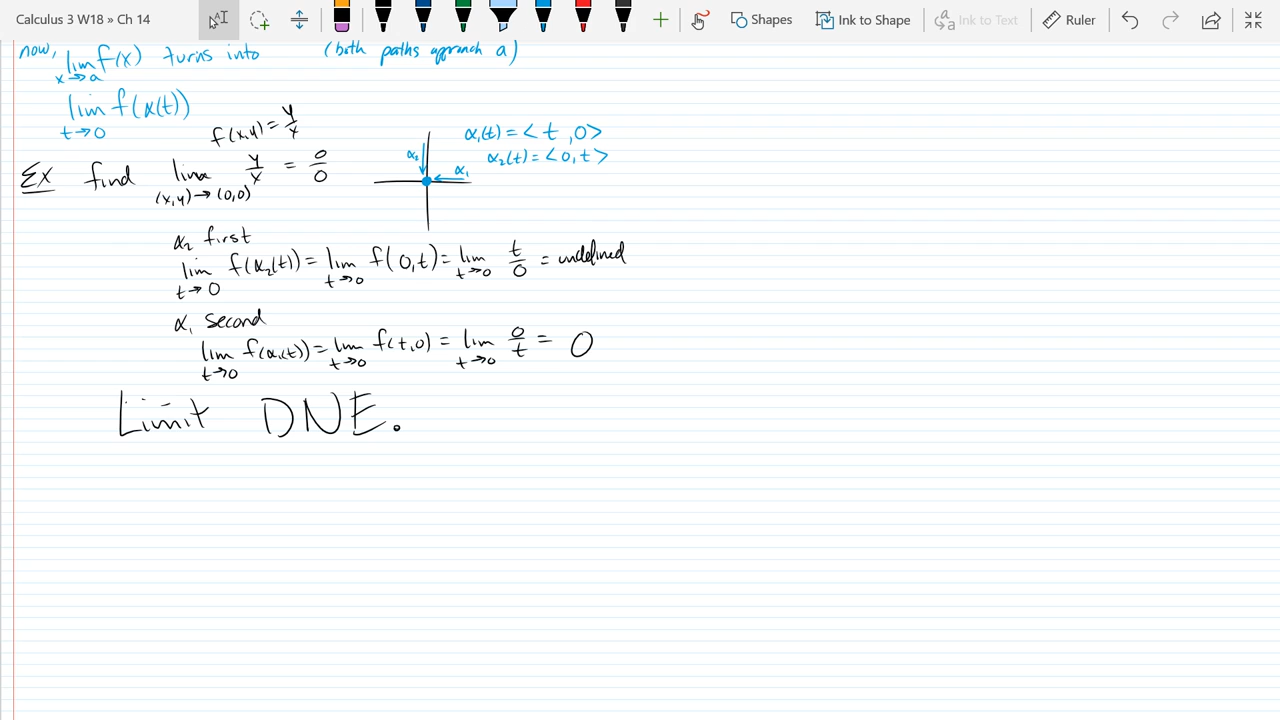 Calculus 3 W18 » Ch 14
Shapes
Ink to Shape
Ink to Text
Ruler
now, lim x→a f(x) turns into (both paths approach a)
lim t→0 f(α(t))
f(x,y) = y/x
α₁(t) = <t, 0>
α₂(t) = <0, t>
α₂
α₁
Ex find lim (x,y)→(0,0) y/x = 0/0
α₂ first
lim t→0 f(α₂(t)) = lim t→0 f(0,t) = lim t→0 t/0 = undefined
α₁ second
lim t→0 f(α₁(t)) = lim t→0 f(t,0) = lim t→0 0/t = 0
Limit DNE.